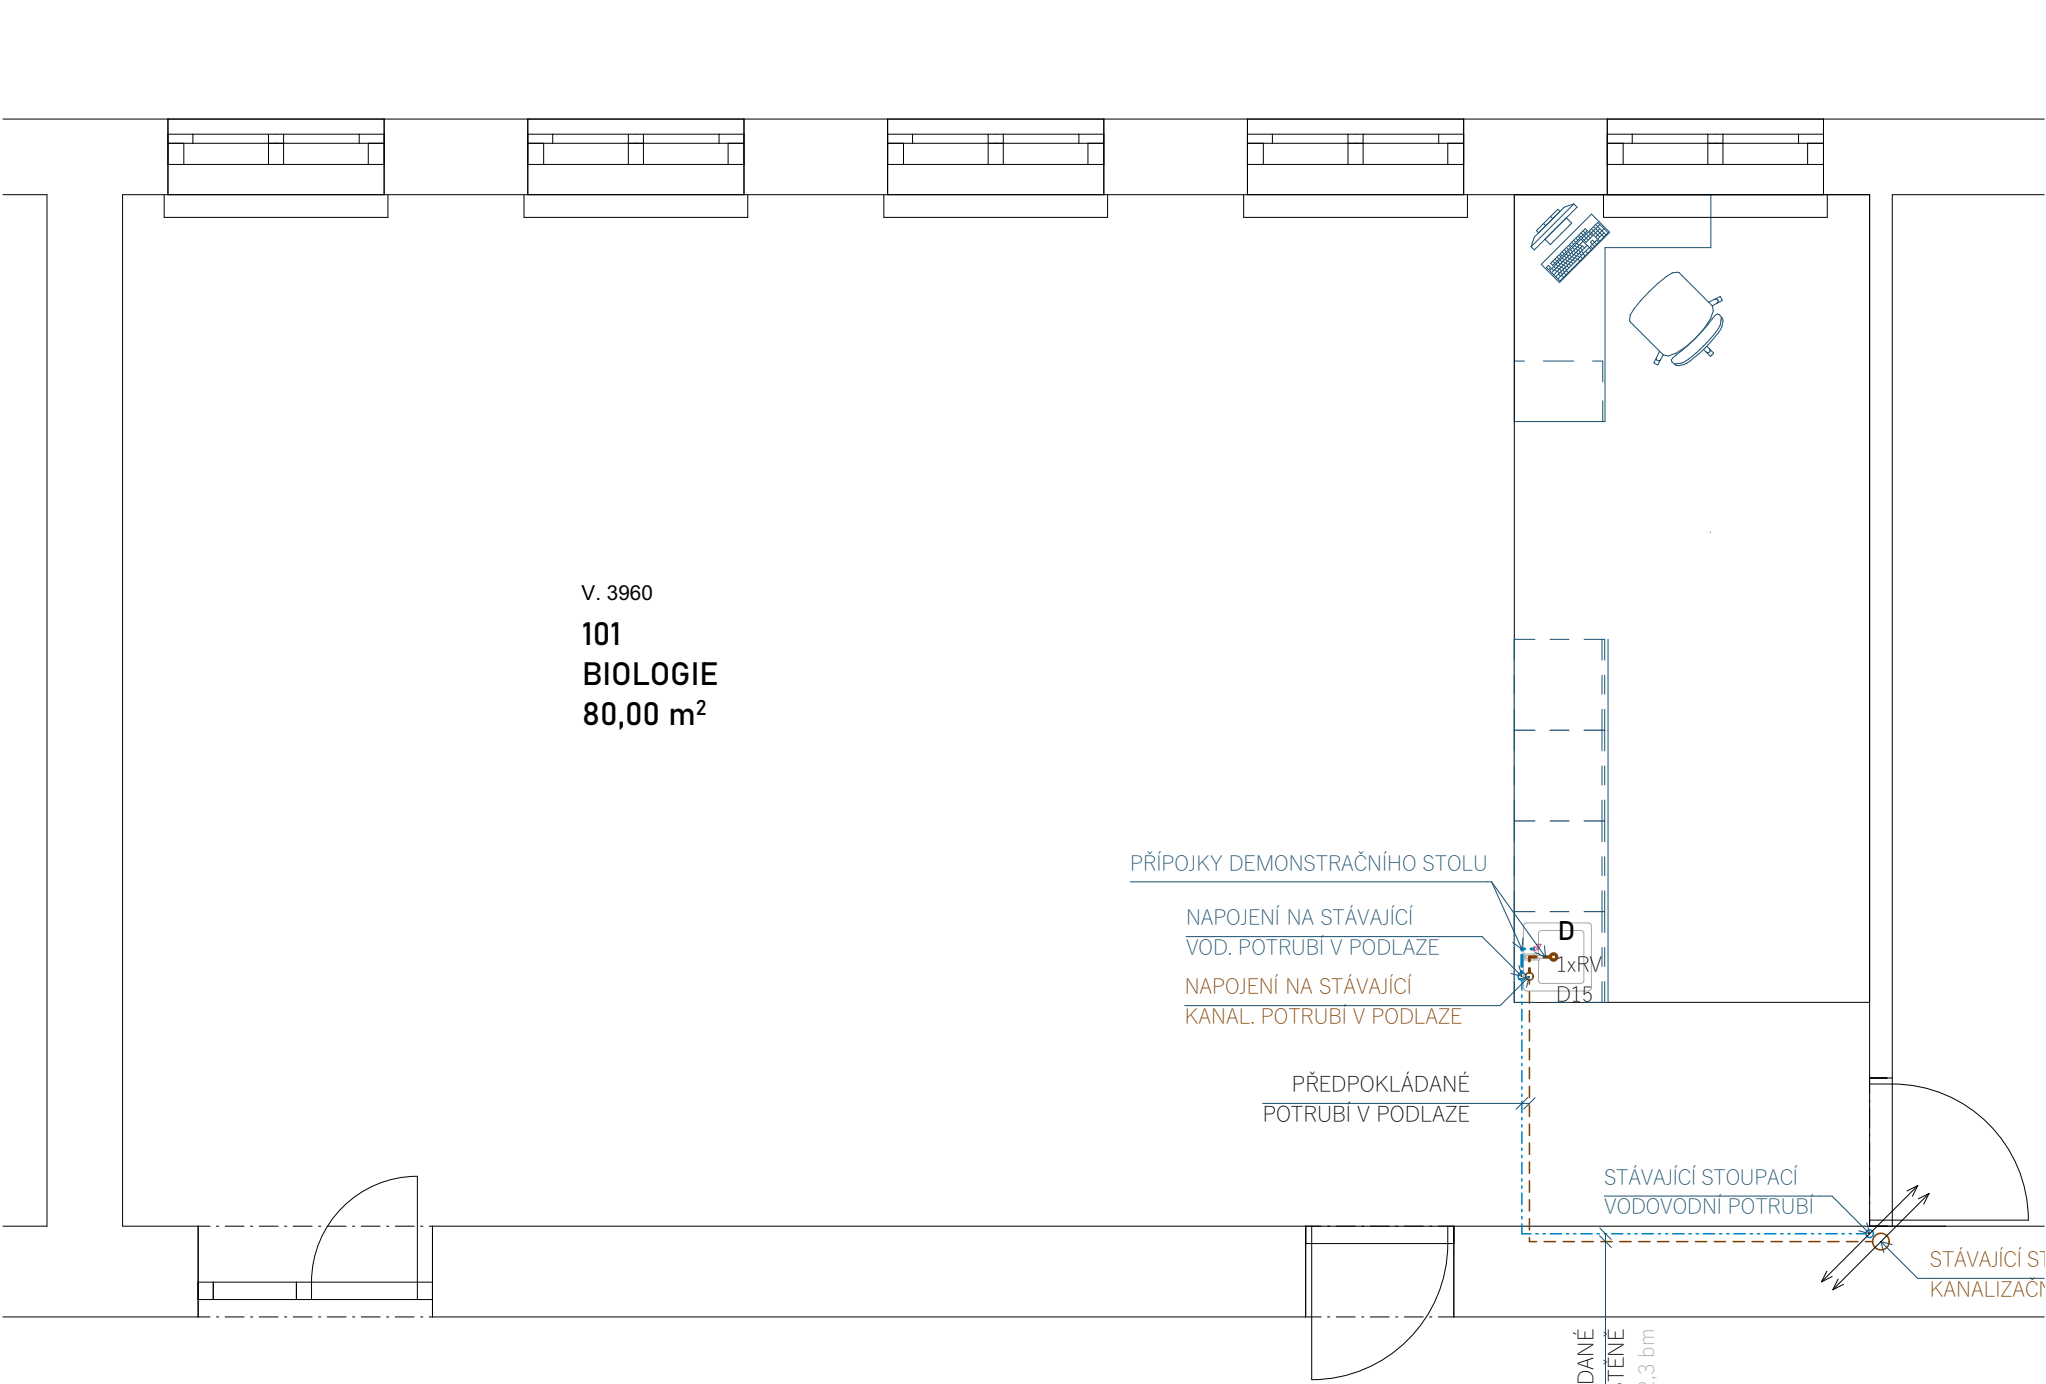 V. 3960
101
BIOLOGIE
80,00 m²
PŘÍPOJKY DEMONSTRAČNÍHO STOLU
NAPOJENÍ NA STÁVAJÍCÍ
VOD. POTRUBÍ V PODLAZE
NAPOJENÍ NA STÁVAJÍCÍ
KANAL. POTRUBÍ V PODLAZE
D
1xRV
D15
PŘEDPOKLÁDANÉ
POTRUBÍ V PODLAZE
STÁVAJÍCÍ STOUPACÍ
VODOVODNÍ POTRUBÍ
STÁVAJÍCÍ